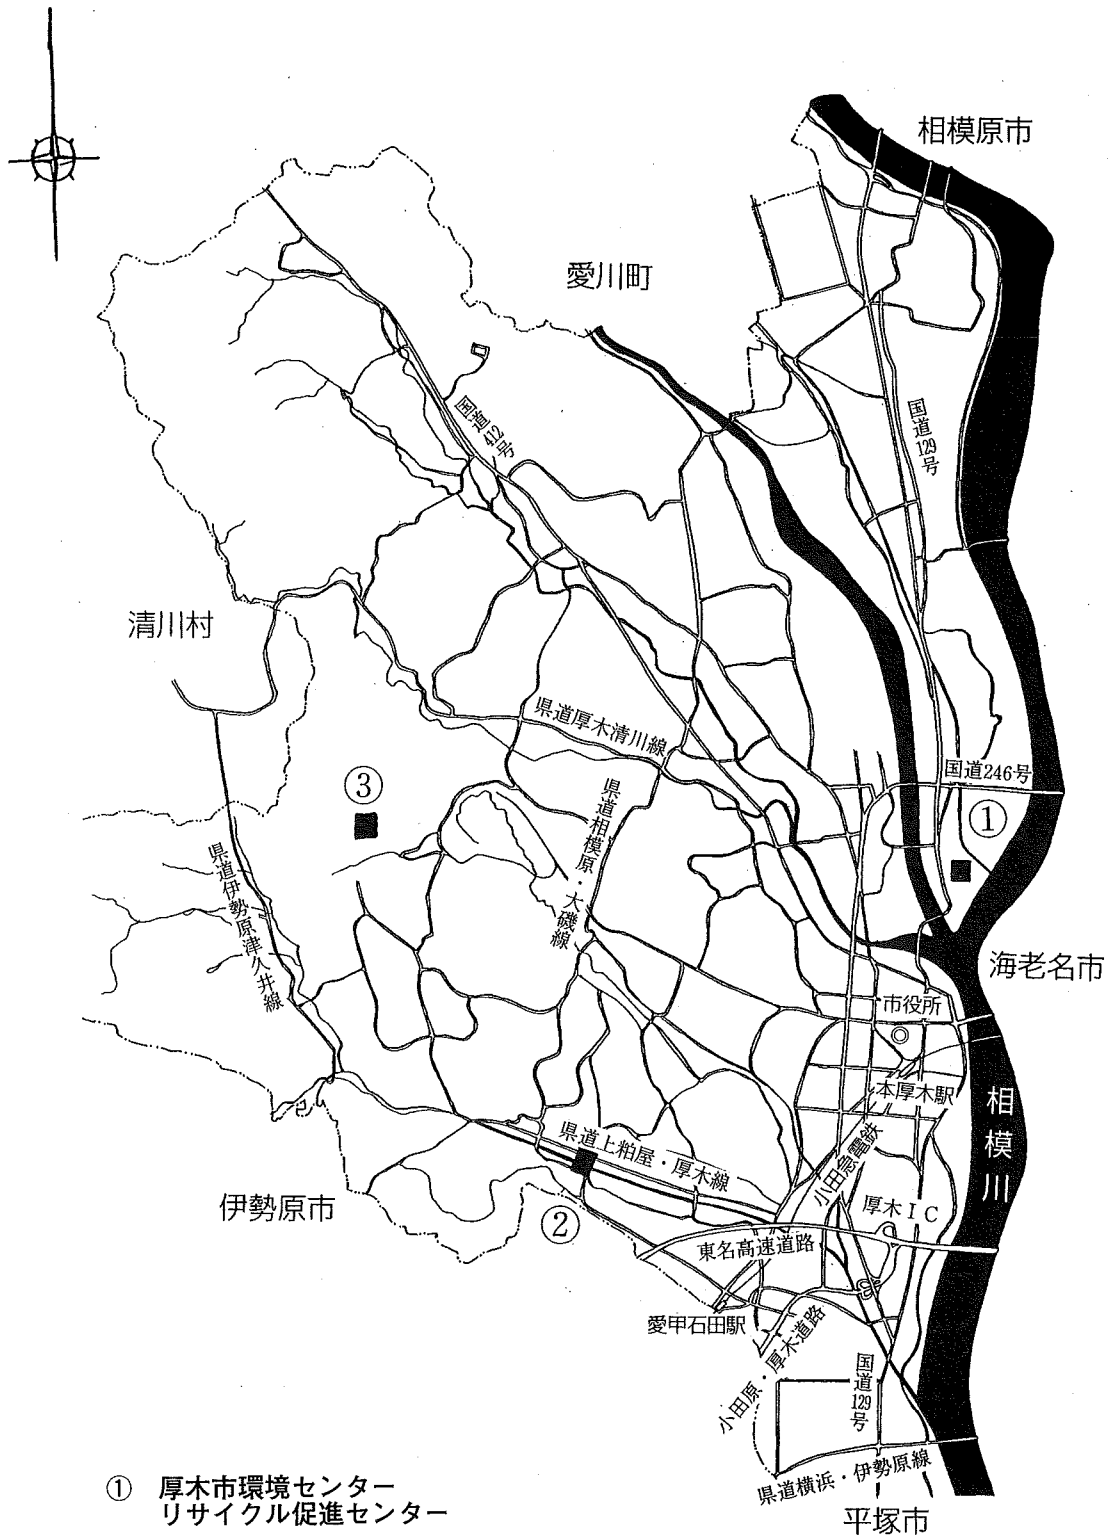 相模原市
愛川町
国道412号
国道129号
清川村
県道厚木清川線
国道246号
③
①
県道相模原・大磯線
県道伊勢原津久井線
海老名市
市役所
本厚木駅
相模川
県道上粕屋・厚木線
小田急電鉄
伊勢原市
厚木IC
②
東名高速道路
愛甲石田駅
小田原・厚木道路
国道129号
県道横浜・伊勢原線
① 厚木市環境センター
リサイクル促進センター
平塚市